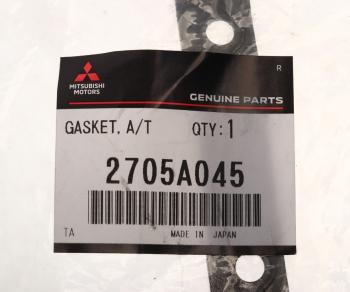 R
MITSUBISHI
MOTORS
GENUINE PARTS
GASKET, A/T QTY:1
2705A045
TA MADE IN JAPAN